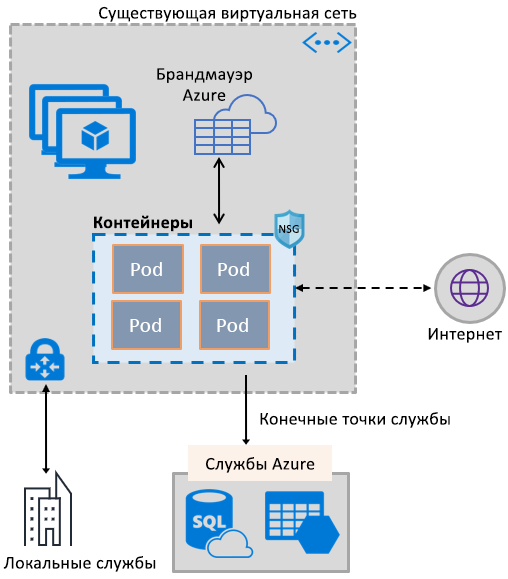 Существующая виртуальная сеть
Брандмауэр
Azure
Контейнеры
NSG
Pod
Pod
Pod
Pod
Интернет
Конечные точки службы
Службы Azure
SQL
Локальные службы